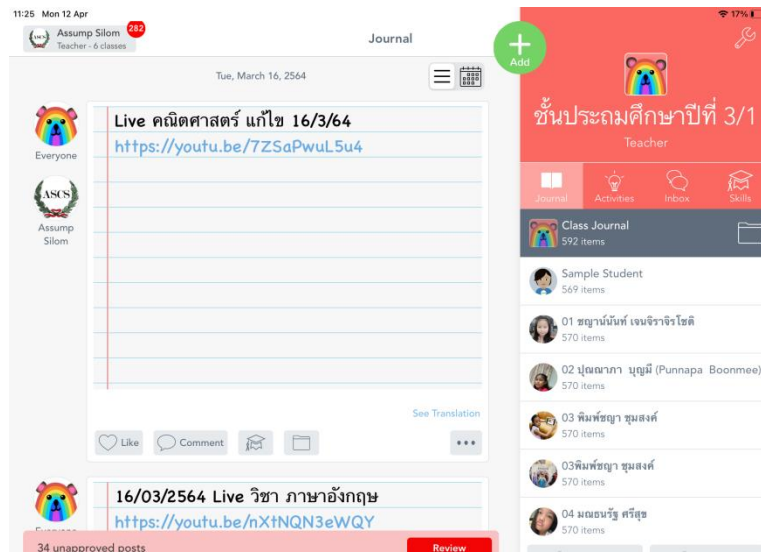 11:25 Mon 12 Apr
17%
Assump Silom
282
Teacher - 6 classes
Journal
Add
Tue, March 16, 2564
Everyone
ASCS
Assump
Silom
Live คณิตศาสตร์ แก้ไข 16/3/64
https://youtu.be/7ZSaPwuL5u4
See Translation
Like
Comment
16/03/2564 Live วิชา ภาษาอังกฤษ
https://youtu.be/nXtNQN3eWQY
34 unapproved posts
Review
ชั้นประถมศึกษาปีที่ 3/1
Teacher
Journal
Activities
Inbox
Skills
Class Journal
592 items
Sample Student
569 items
01 ชญาน์นันท์ เจนจิราจิรโชติ
570 items
02 ปุณณาภา บุญมี (Punnapa Boonmee)
570 items
03 พิมพ์ชญา ชุมสงค์
570 items
03พิมพ์ชญา ชุมสงค์
570 items
04 มณธนรัฐ ศรีสุข
570 items